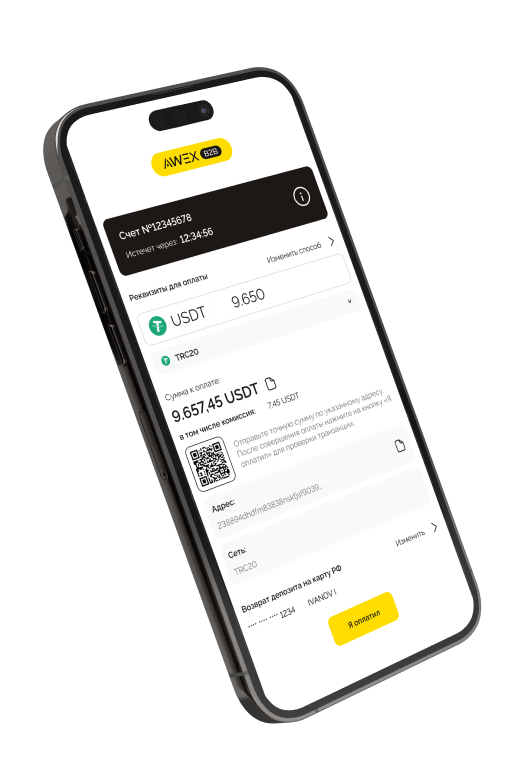 AWEX B2B
Счет №12345678
Истечет через: 12:34:56
Реквизиты для оплаты Изменить способ
USDT 9.650
TRC20
Сумма к оплате:
9.657,45 USDT
в том числе комиссия: 7,45 USDT
Отправьте точную сумму по указанному адресу.
После совершения оплаты нажмите на кнопку «Я
оплатил» для проверки транзакции.
Адрес:
238894dhdfm83838nskfjsf9039...
Сеть:
TRC20
Возврат депозита на карту РФ Изменить
•••• •••• •••• 1234 IVANOV I.
Я оплатил